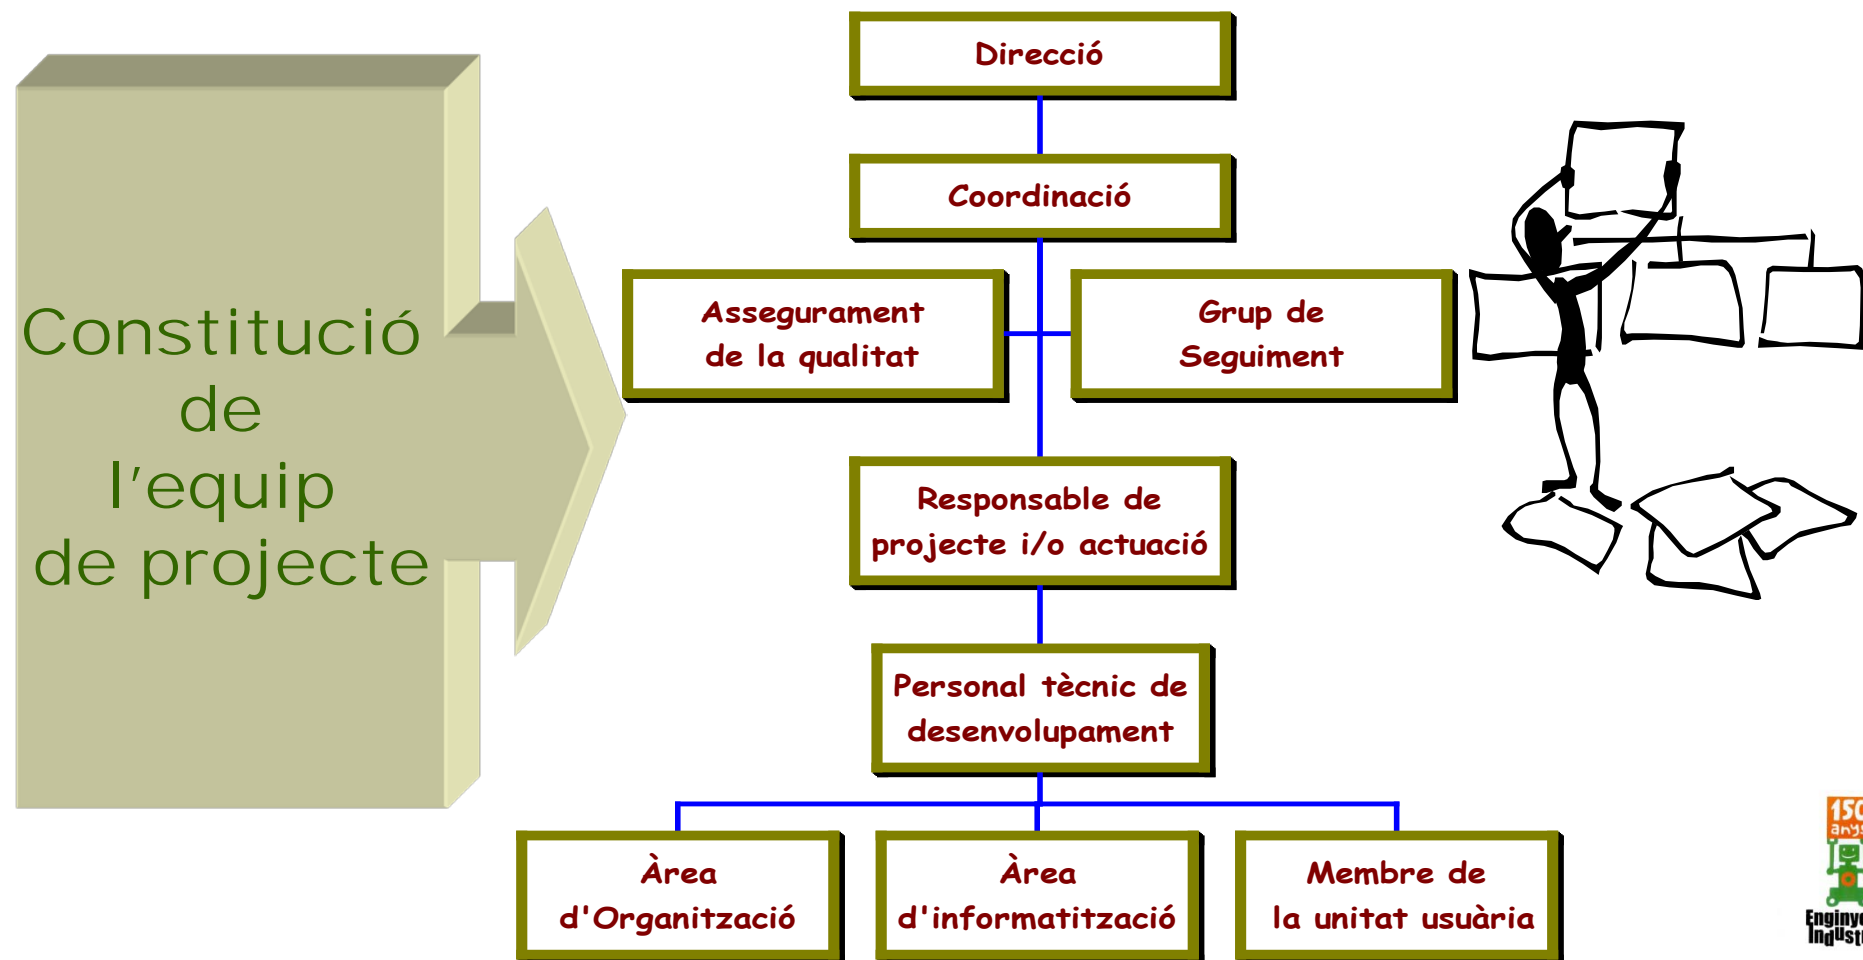 Constitució
de
l'equip
de projecte
Direcció
Coordinació
Assegurament
de la qualitat
Grup de
Seguiment
Responsable de
projecte i/o actuació
Personal tècnic de
desenvolupament
Àrea
d'Organització
Àrea
d'informatització
Membre de
la unitat usuària
150
anys